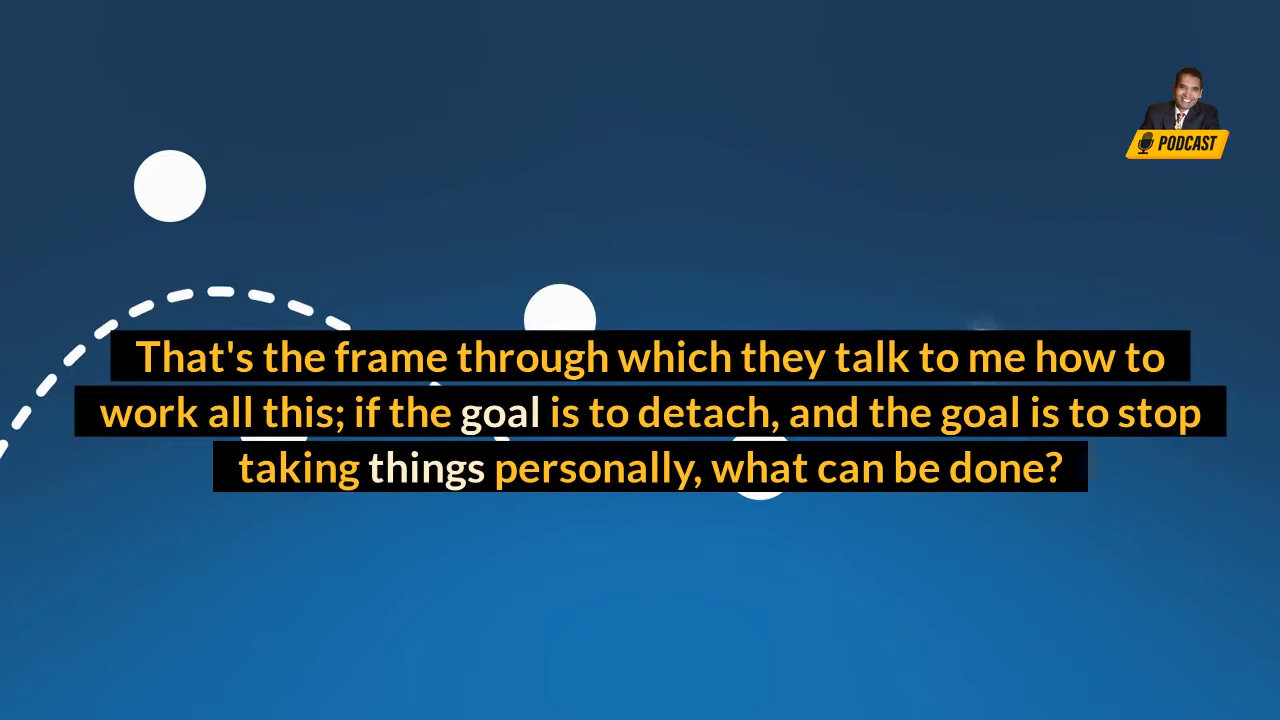 PODCAST
That's the frame through which they talk to me how to
work all this; if the goal is to detach, and the goal is to stop
taking things personally, what can be done?